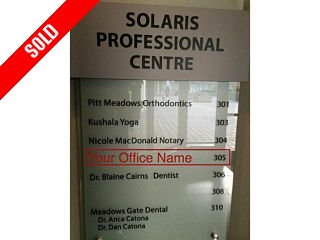 SOLD
SOLARIS
PROFESSIONAL
CENTRE
Pitt Meadows Orthodontics 301
Kushala Yoga 303
Nicole MacDonald Notary 304
Your Office Name 305
Dr. Blaine Cairns Dentist 306
308
Meadows Gate Dental 310
Dr. Anca Catona
Dr. Dan Catona